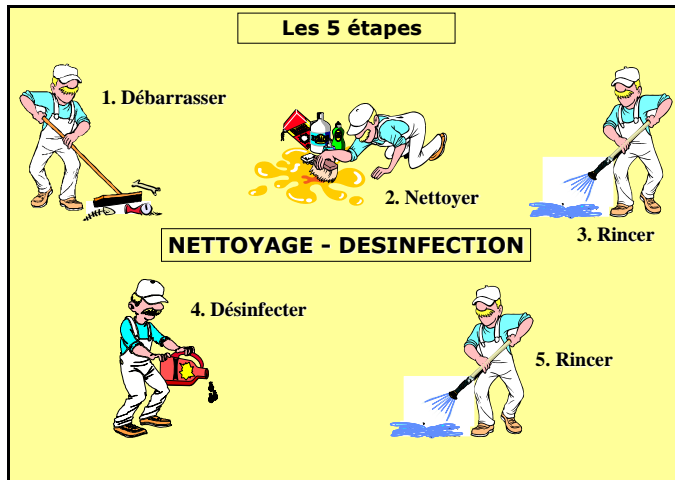 Les 5 étapes
1. Débarrasser
2. Nettoyer
3. Rincer
NETTOYAGE - DESINFECTION
4. Désinfecter
5. Rincer